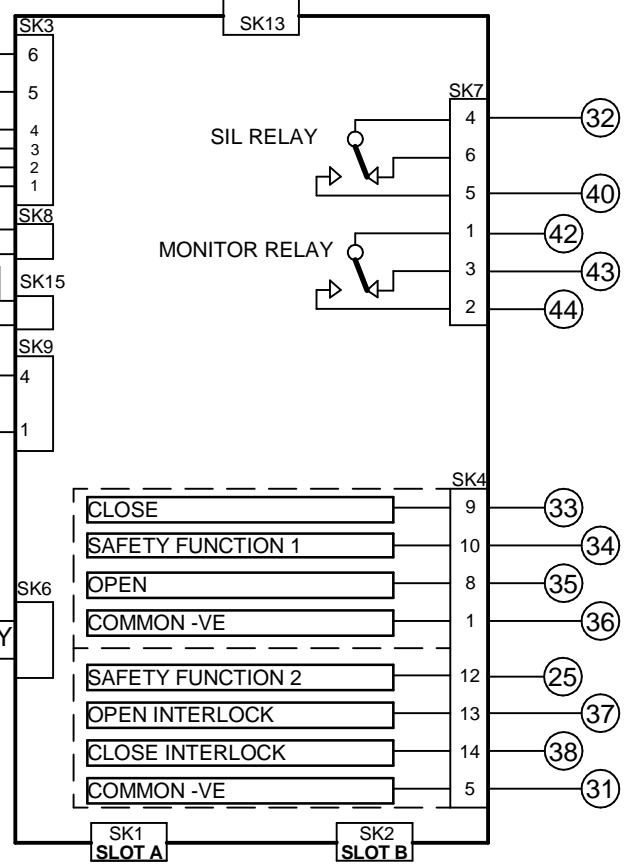 SK3
SK13
6
5
4
3
2
1
SK8
SK15
SK9
4
1
SK6
Y
SK7
SIL RELAY
4
32
6
5
40
MONITOR RELAY
1
42
3
43
2
44
SK4
CLOSE
9
33
SAFETY FUNCTION 1
10
34
OPEN
8
35
COMMON -VE
1
36
SAFETY FUNCTION 2
12
25
OPEN INTERLOCK
13
37
CLOSE INTERLOCK
14
38
COMMON -VE
5
31
SK1
SLOT A
SK2
SLOT B